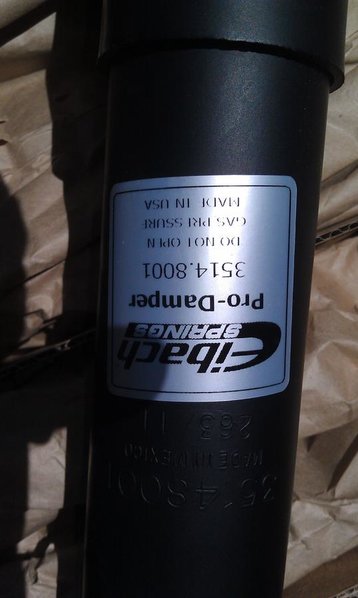 35148001
MADE IN MEXICO
263/11
Eibach
SPRINGS
Pro-Damper
3514.8001
DO NOT OPEN
GAS PRESSURE
MADE IN USA